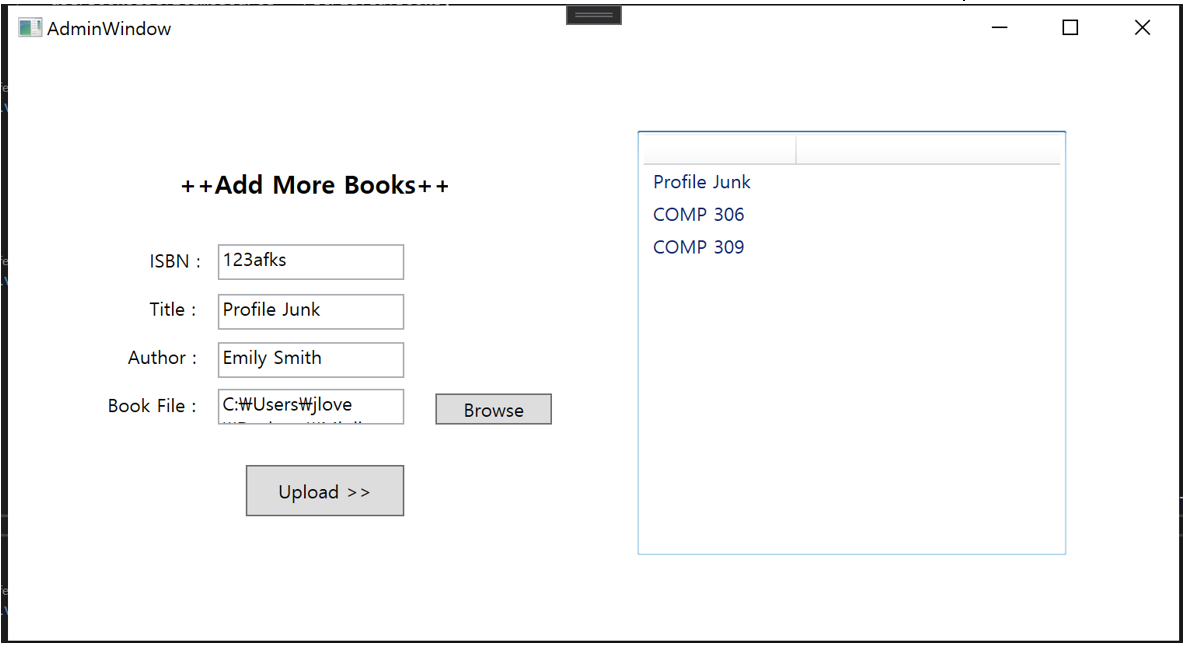 AdminWindow
++Add More Books++
ISBN :
123afks
Title :
Profile Junk
Author :
Emily Smith
Book File :
C:₩Users₩jlove
Browse
Upload >>
Profile Junk
COMP 306
COMP 309